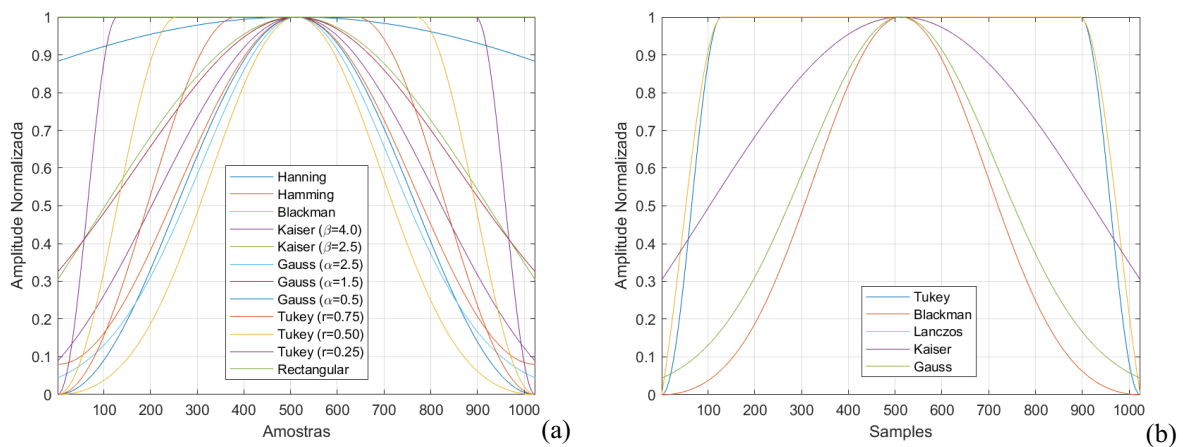 Amplitude Normalizada
1
0.9
0.8
0.7
0.6
0.5
0.4
0.3
0.2
0.1
0
Hanning
Hamming
Blackman
Kaiser (β=4.0)
Kaiser (β=2.5)
Gauss (α=2.5)
Gauss (α=1.5)
Gauss (α=0.5)
Tukey (r=0.75)
Tukey (r=0.50)
Tukey (r=0.25)
Rectangular
100 200 300 400 500 600 700 800 900 1000
Amostras
(a)
Amplitude Normalizada
1
0.9
0.8
0.7
0.6
0.5
0.4
0.3
0.2
0.1
0
Tukey
Blackman
Lanczos
Kaiser
Gauss
100 200 300 400 500 600 700 800 900 1000
Samples
(b)